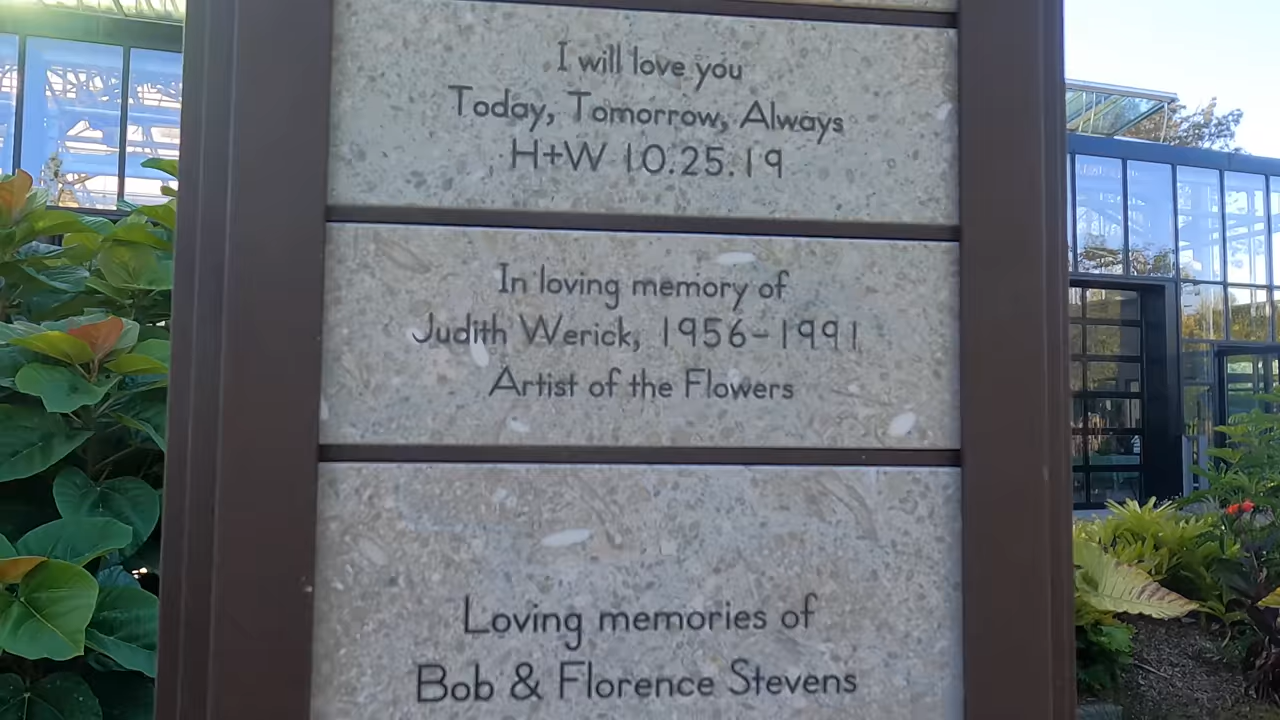 I will love you
Today, Tomorrow, Always
H+W 10.25.19
In loving memory of
Judith Werick, 1956-1991
Artist of the Flowers
Loving memories of
Bob & Florence Stevens